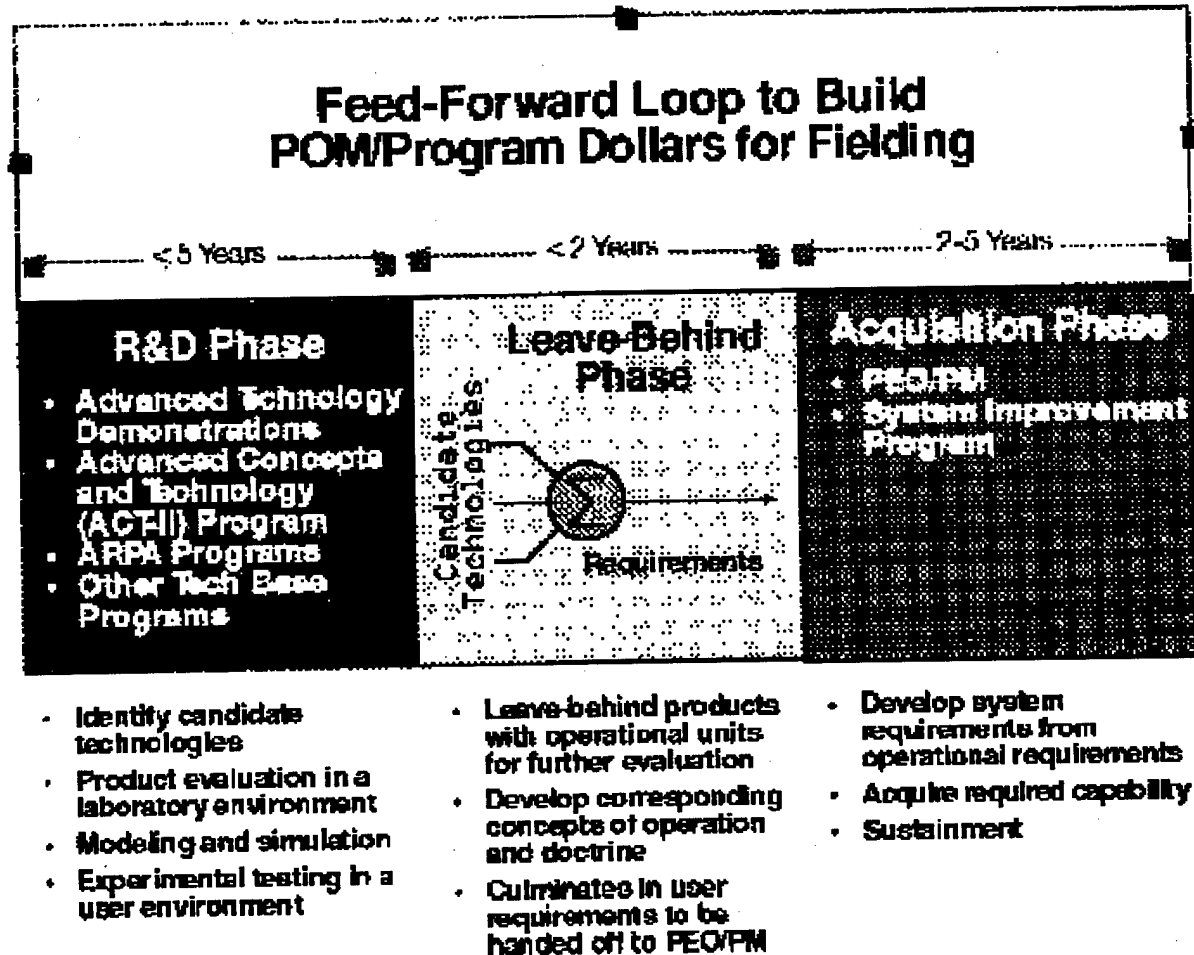 Feed-Forward Loop to Build
POM/Program Dollars for Fielding
< 5 Years
< 2 Years
2-5 Years
R&D Phase
• Advanced Technology
Demonstrations
• Advanced Concepts
and Technology
(ACT-II) Program
• ARPA Programs
• Other Tech Base
Programs
Leave-Behind
Phase
Candidate
Technologies
Σ
Requirements
Acquisition Phase
• PEO/PM
• System Improvement
Program
• Identify candidate
technologies
• Product evaluation in a
laboratory environment
• Modeling and simulation
• Experimental testing in a
user environment
• Leave-behind products
with operational units
for further evaluation
• Develop corresponding
concepts of operation
and doctrine
• Culminates in user
requirements to be
handed off to PEO/PM
• Develop system
requirements from
operational requirements
• Acquire required capability
• Sustainment